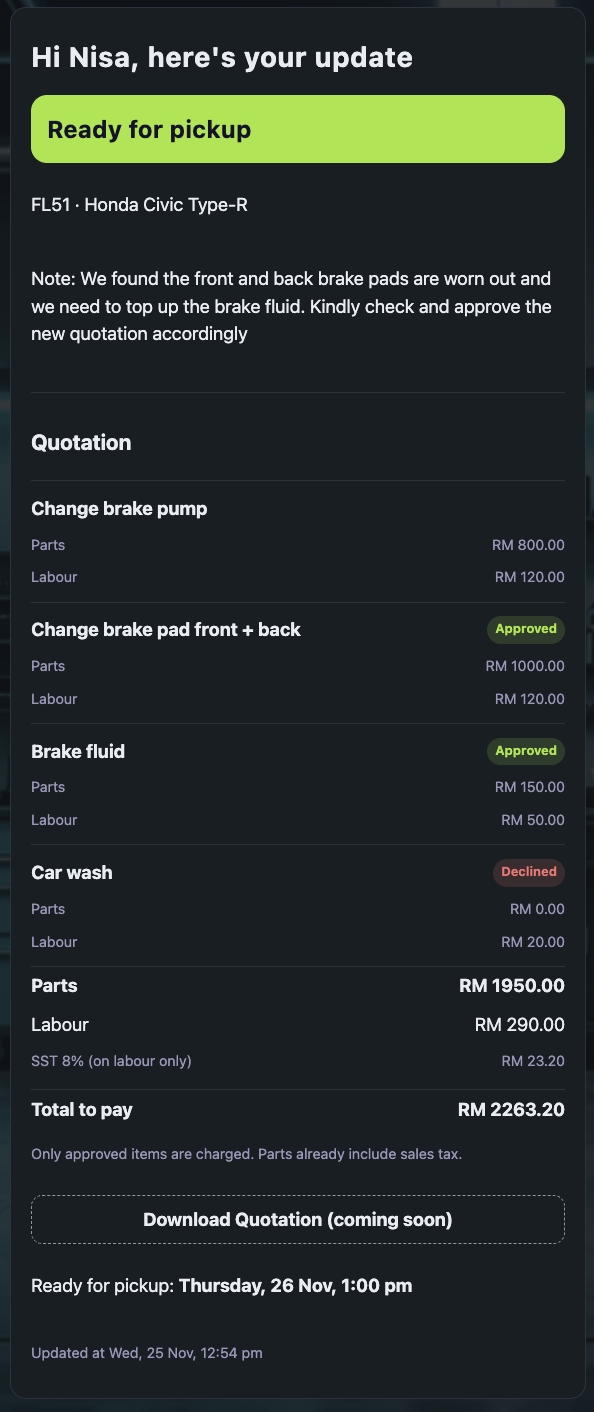 Hi Nisa, here's your update
Ready for pickup
FL51 · Honda Civic Type-R
Note: We found the front and back brake pads are worn out and
we need to top up the brake fluid. Kindly check and approve the
new quotation accordingly
Quotation
Change brake pump
Parts RM 800.00
Labour RM 120.00
Change brake pad front + back Approved
Parts RM 1000.00
Labour RM 120.00
Brake fluid Approved
Parts RM 150.00
Labour RM 50.00
Car wash Declined
Parts RM 0.00
Labour RM 20.00
Parts RM 1950.00
Labour RM 290.00
SST 8% (on labour only) RM 23.20
Total to pay RM 2263.20
Only approved items are charged. Parts already include sales tax.
Download Quotation (coming soon)
Ready for pickup: Thursday, 26 Nov, 1:00 pm
Updated at Wed, 25 Nov, 12:54 pm